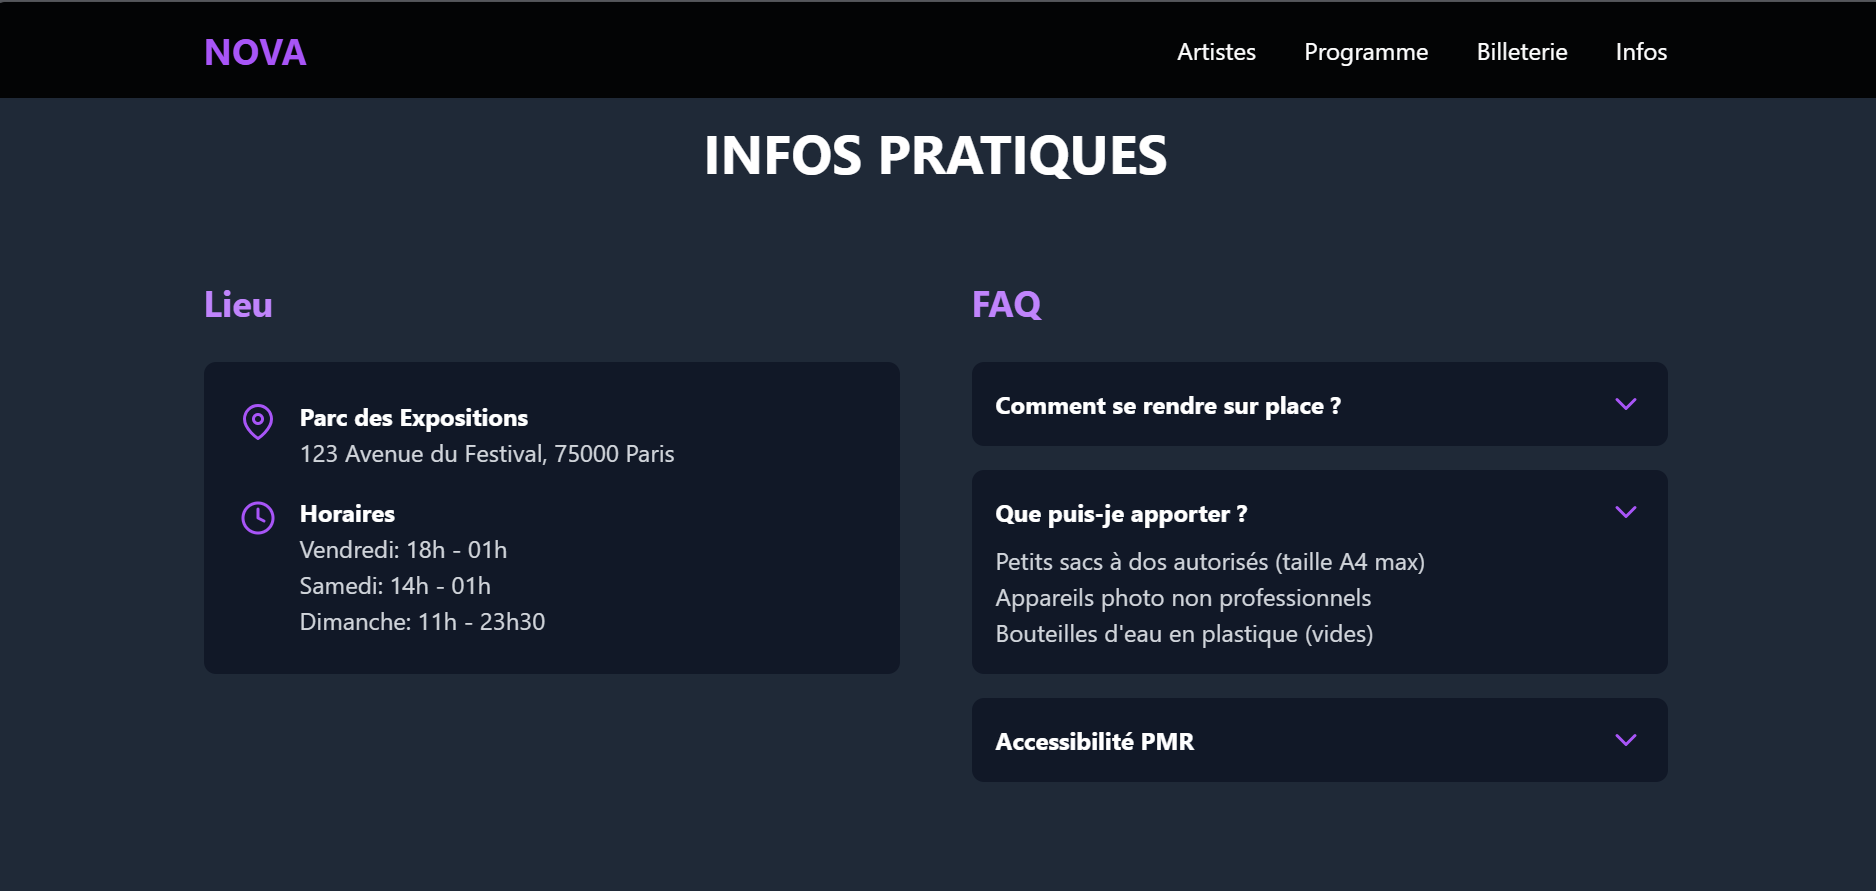 NOVA
Artistes
Programme
Billeterie
Infos
INFOS PRATIQUES
Lieu
Parc des Expositions
123 Avenue du Festival, 75000 Paris
Horaires
Vendredi: 18h - 01h
Samedi: 14h - 01h
Dimanche: 11h - 23h30
FAQ
Comment se rendre sur place ?
Que puis-je apporter ?
Petits sacs à dos autorisés (taille A4 max)
Appareils photo non professionnels
Bouteilles d'eau en plastique (vides)
Accessibilité PMR